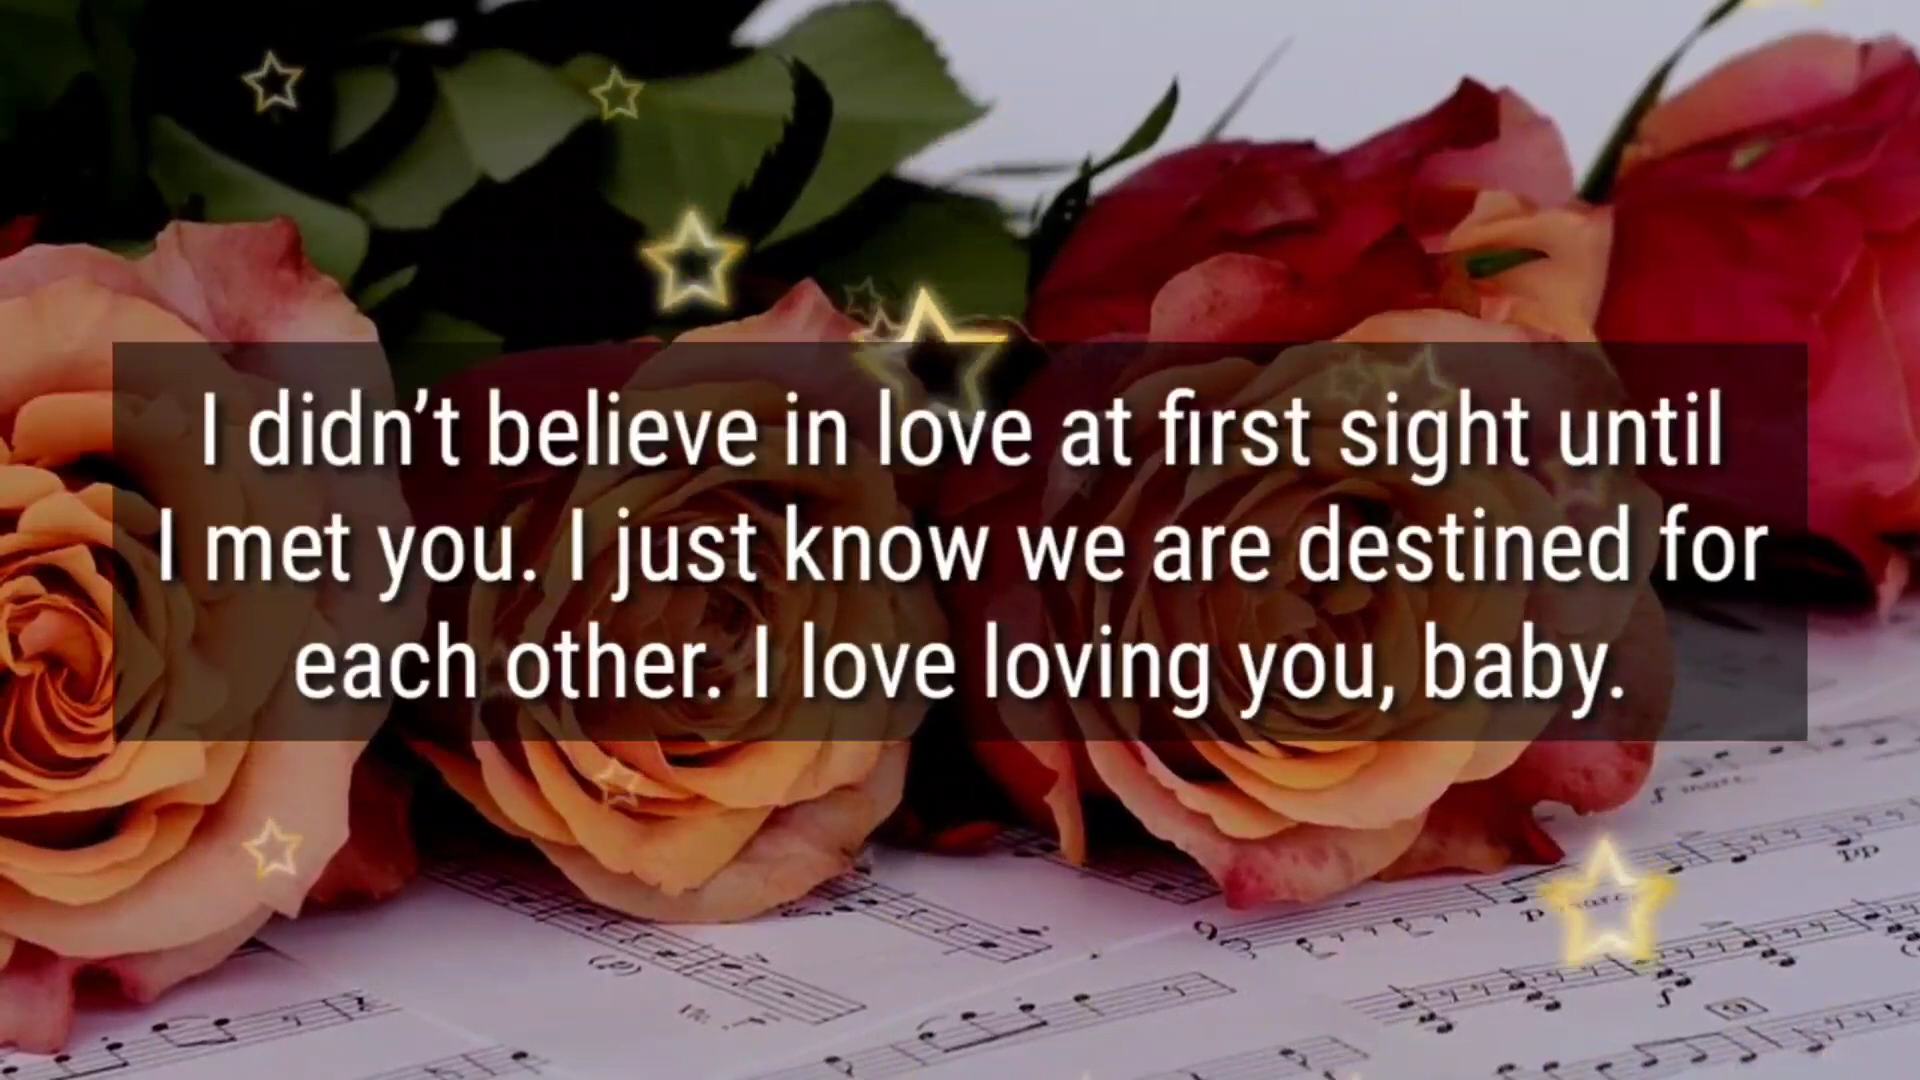 I didn’t believe in love at first sight until
I met you. I just know we are destined for
each other. I love loving you, baby.